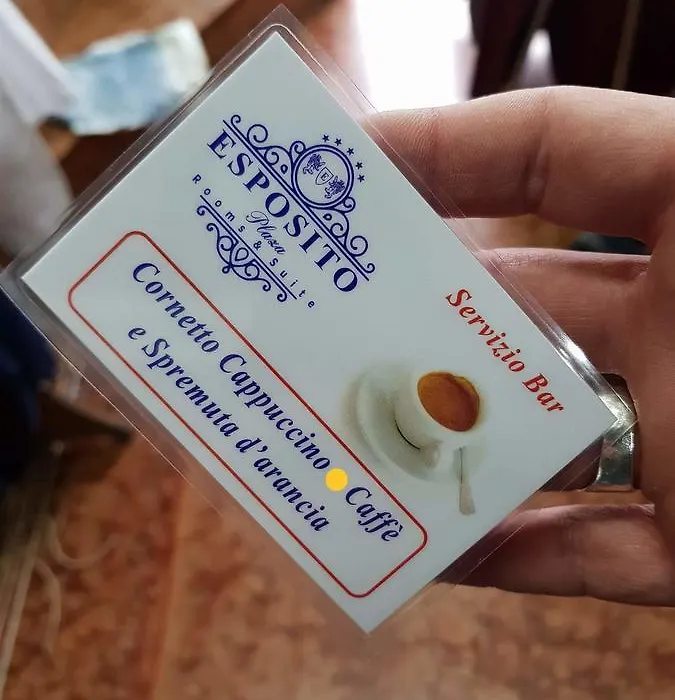 ESPOSITO
Plaza
Rooms & Suite
Servizio Bar
Cornetto Cappuccino Caffè
e Spremuta d'arancia